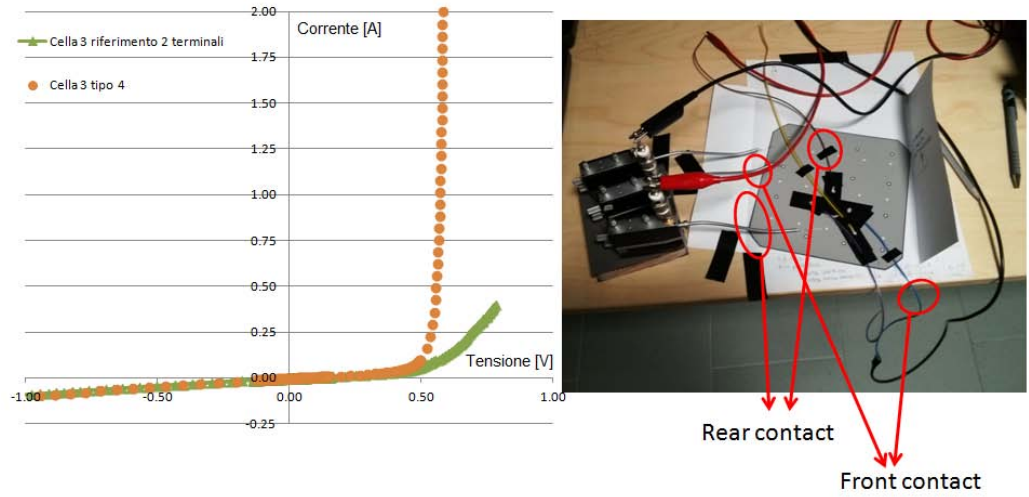 2.00
Corrente [A]
Cella 3 riferimento 2 terminali
1.75
Cella 3 tipo 4
1.50
1.25
1.00
0.75
0.50
0.25
Tensione [V]
0.00
-1.00
-0.50
0.00
0.50
1.00
-0.25
Rear contact
Front contact